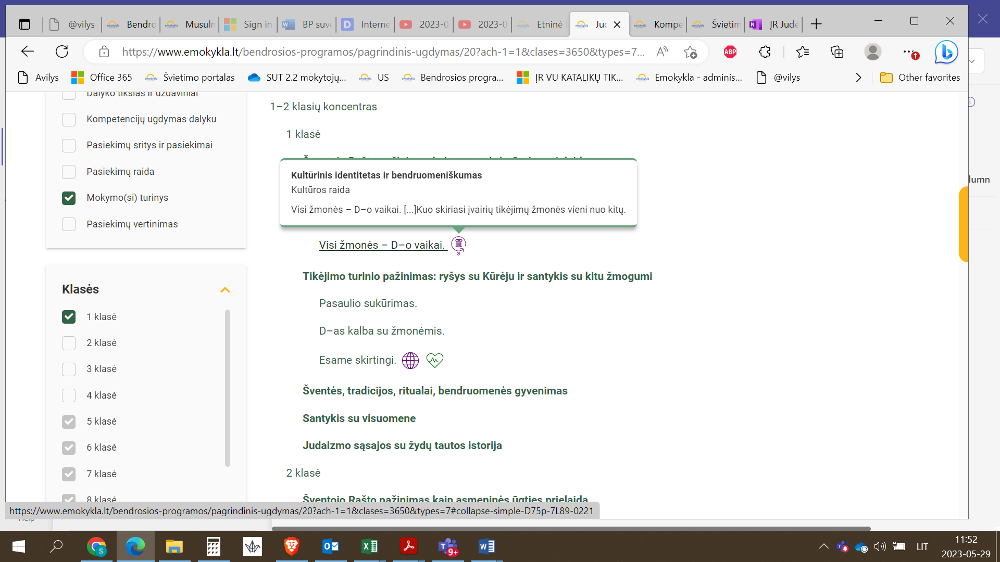 @vilys
Bendro
Musuln
Sign in
BP suve
Interne
2023-0
2023-0
Etninė
Juc
Kompe
Švietim
ĮR Judė
https://www.emokykla.lt/bendrosios-programos/pagrindinis-ugdymas/20?ach-1=1&clases=3650&types=7...
ABP
Avilys
Office 365
Švietimo portalas
SUT 2.2 mokytojų...
US
Bendrosios progra...
ĮR VU KATALIKŲ TIK...
Emokykla - adminis...
@vilys
Other favorites
Dalyko tikslas ir uždaviniai
Kompetencijų ugdymas dalyku
Pasiekimų sritys ir pasiekimai
Pasiekimų raida
Mokymo(si) turinys
Pasiekimų vertinimas
Klasės
1 klasė
2 klasė
3 klasė
4 klasė
5 klasė
6 klasė
7 klasė
8 klasė
1–2 klasių koncentras
1 klasė
Kultūrinis identitetas ir bendruomeniškumas
Kultūros raida
Visi žmonės – D–o vaikai. [...]Kuo skiriasi įvairių tikėjimų žmonės vieni nuo kitų.
Visi žmonės – D–o vaikai.
Tikėjimo turinio pažinimas: ryšys su Kūrėju ir santykis su kitu žmogumi
Pasaulio sukūrimas.
D–as kalba su žmonėmis.
Esame skirtingi.
Šventės, tradicijos, ritualai, bendruomenės gyvenimas
Santykis su visuomene
Judaizmo sąsajos su žydų tautos istorija
2 klasė
Šventojo Rašto pažinimas kaip asmeninės ūgties prielaida
lumn
https://www.emokykla.lt/bendrosios-programos/pagrindinis-ugdymas/20?ach-1=1&clases=3650&types=7#collapse-simple-D75p-7L89-0221
Help
9+
LIT
11:52
2023-05-29